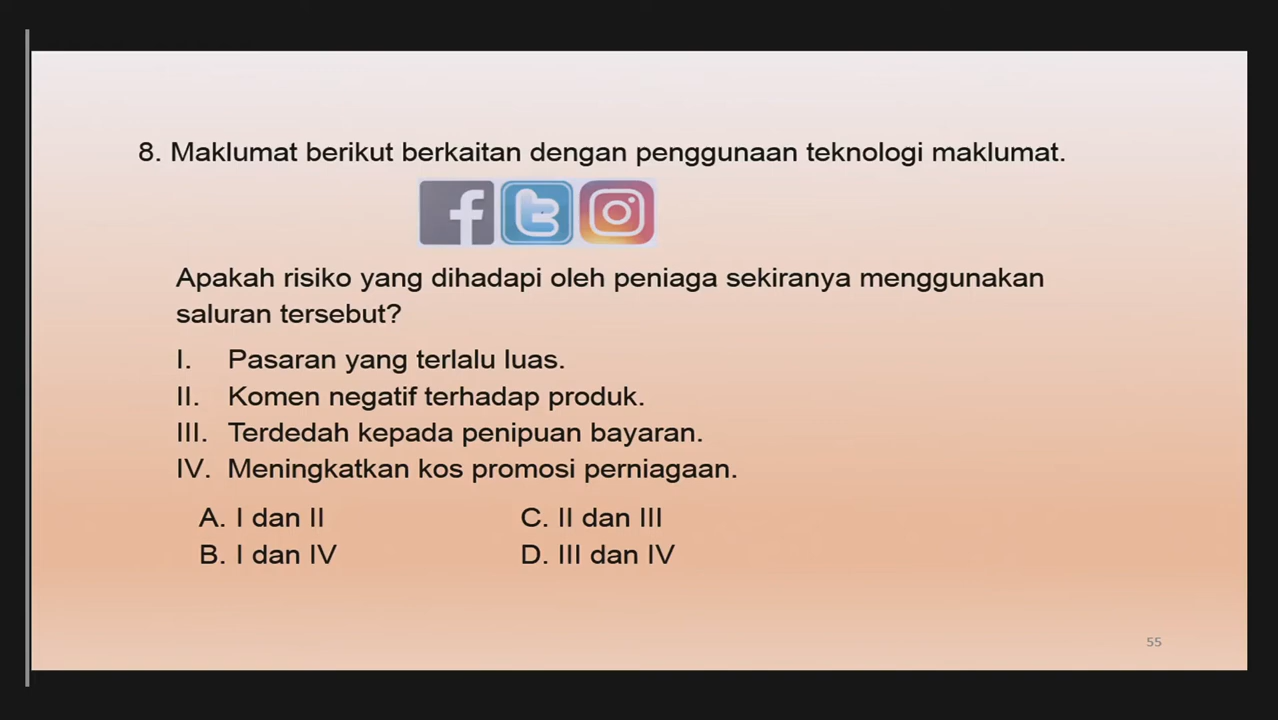 8. Maklumat berikut berkaitan dengan penggunaan teknologi maklumat.
Apakah risiko yang dihadapi oleh peniaga sekiranya menggunakan
saluran tersebut?
I. Pasaran yang terlalu luas.
II. Komen negatif terhadap produk.
III. Terdedah kepada penipuan bayaran.
IV. Meningkatkan kos promosi perniagaan.
A. I dan II C. II dan III
B. I dan IV D. III dan IV
55